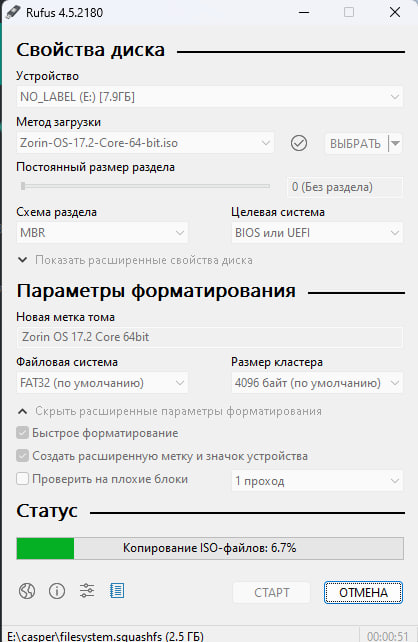 Rufus 4.5.2180
Свойства диска
Устройство
NO_LABEL (E:) [7.9ГБ]
Метод загрузки
Zorin-OS-17.2-Core-64-bit.iso
ВЫБРАТЬ
Постоянный размер раздела
0 (Без раздела)
Схема раздела
Целевая система
MBR
BIOS или UEFI
Показать расширенные свойства диска
Параметры форматирования
Новая метка тома
Zorin OS 17.2 Core 64bit
Файловая система
Размер кластера
FAT32 (по умолчанию)
4096 байт (по умолчанию)
Скрыть расширенные параметры форматирования
Быстрое форматирование
Создать расширенную метку и значок устройства
Проверить на плохие блоки
1 проход
Статус
Копирование ISO-файлов: 6.7%
СТАРТ
ОТМЕНА
E:\casper\filesystem.squashfs (2.5 ГБ)
00:00:51